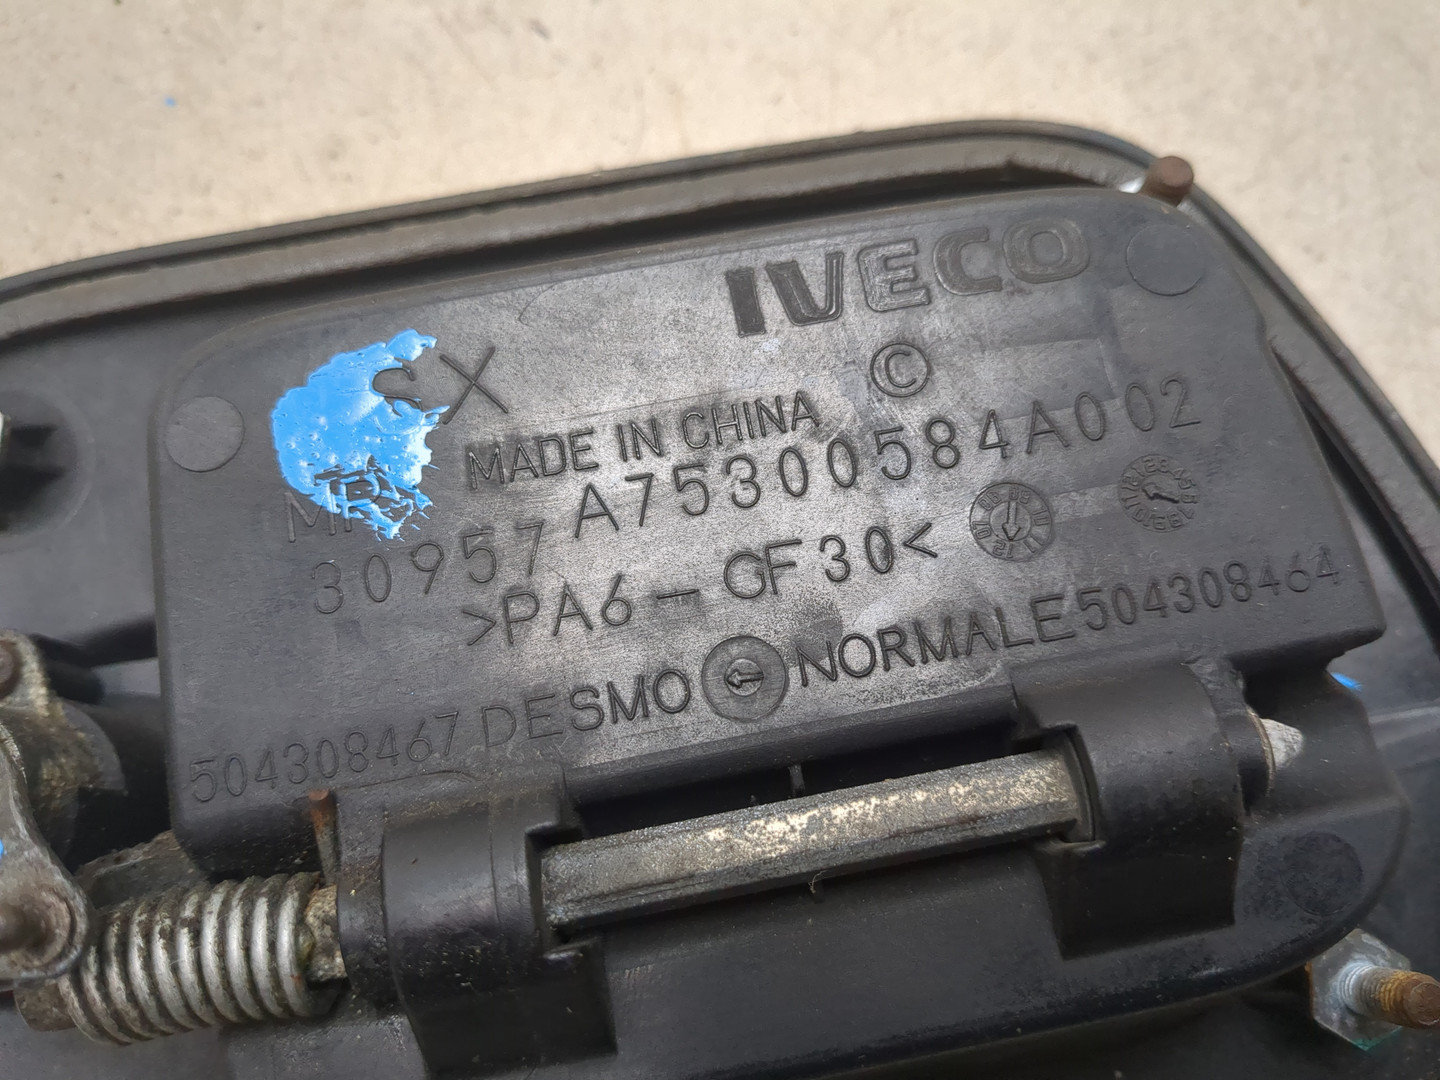 IVECO
SX
©
MADE IN CHINA
A75300584A002
30957
>PA6-GF30<
504308467 DESMO NORMALE 504308464